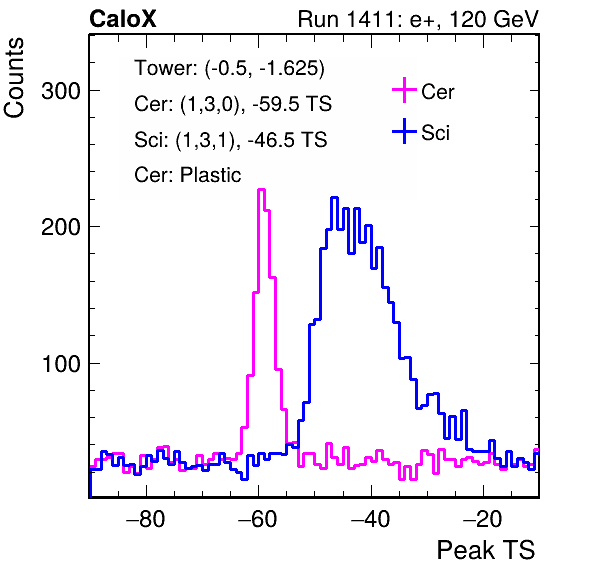 CaloX Run 1411: e+, 120 GeV
Counts
Tower: (-0.5, -1.625)
Cer: (1,3,0), -59.5 TS
Sci: (1,3,1), -46.5 TS
Cer: Plastic
Cer
Sci
300
200
100
−80 −60 −40 −20
Peak TS